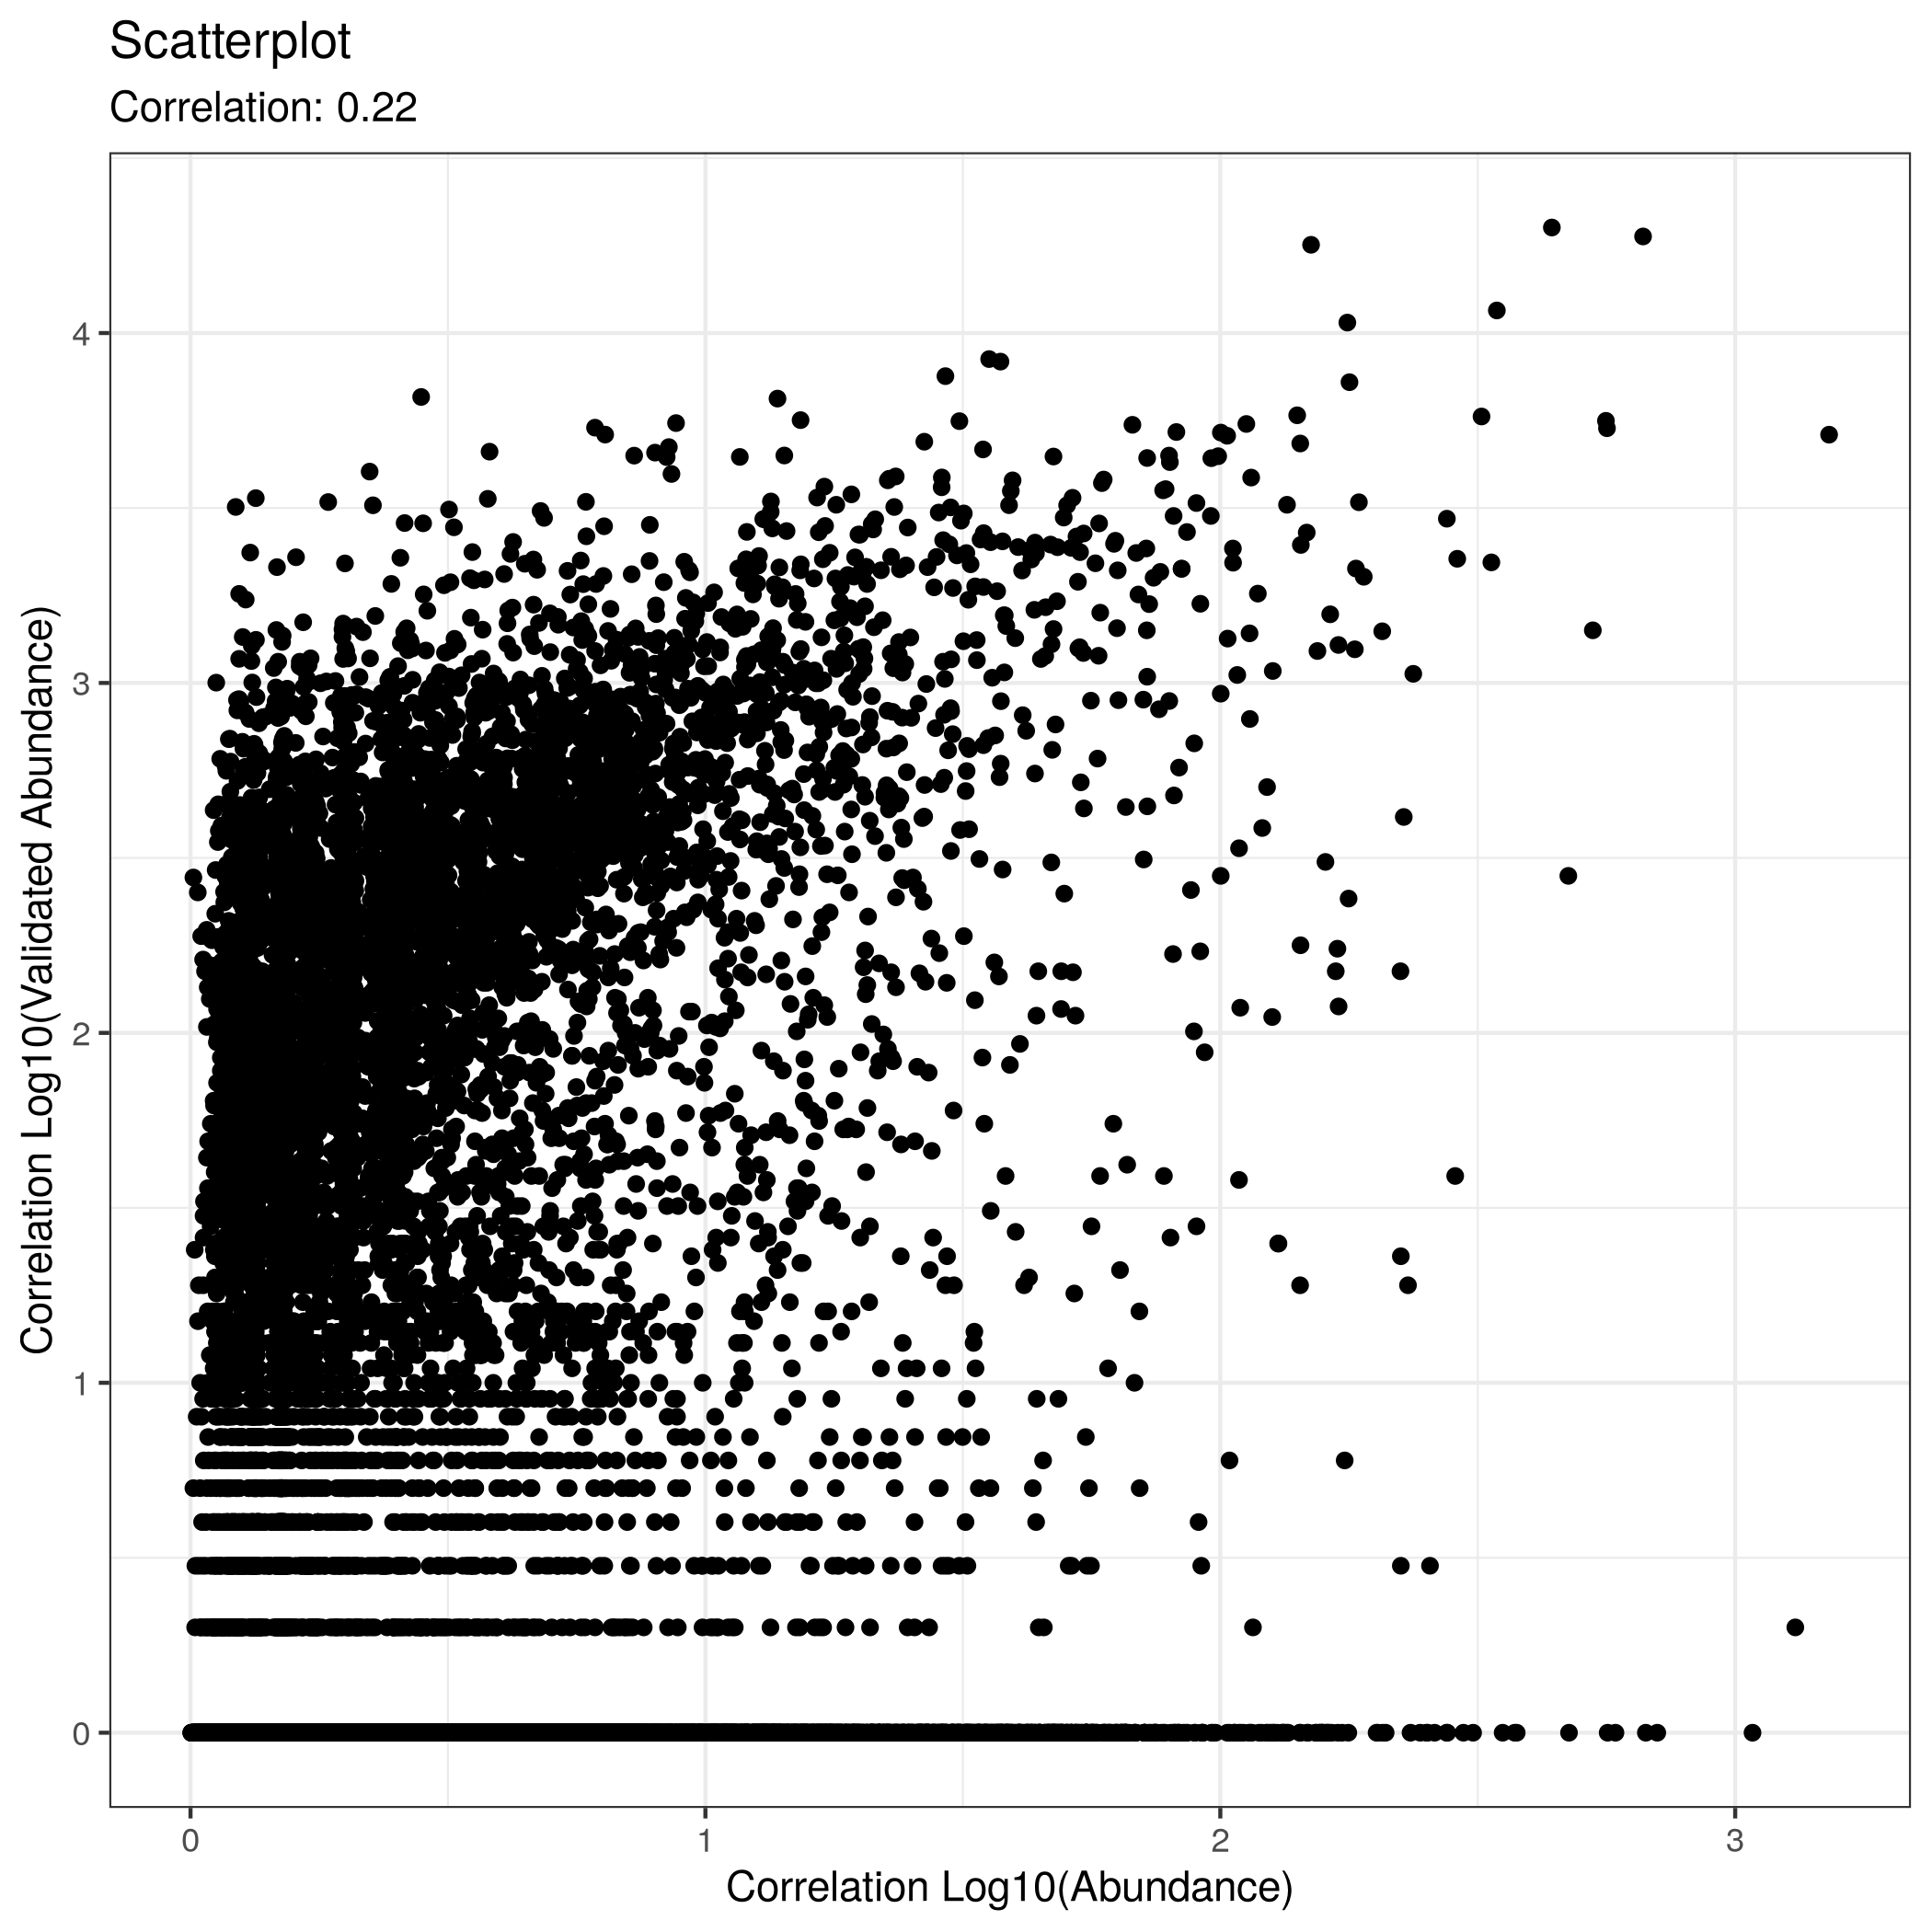 Scatterplot
Correlation: 0.22
Correlation Log10(Validated Abundance)
4
3
2
1
0
0 1 2 3
Correlation Log10(Abundance)